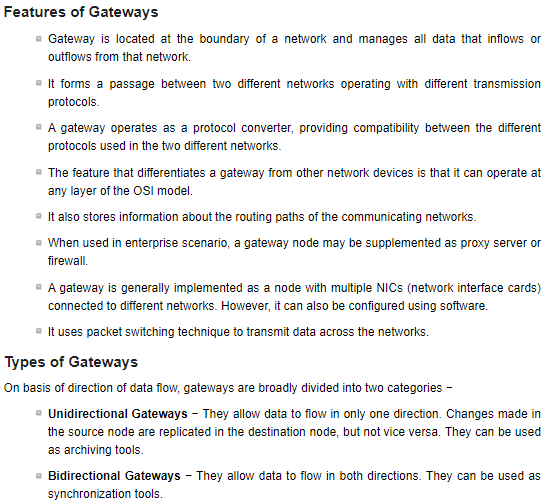 Features of Gateways
Gateway is located at the boundary of a network and manages all data that inflows or
outflows from that network.
It forms a passage between two different networks operating with different transmission
protocols.
A gateway operates as a protocol converter, providing compatibility between the different
protocols used in the two different networks.
The feature that differentiates a gateway from other network devices is that it can operate at
any layer of the OSI model.
It also stores information about the routing paths of the communicating networks.
When used in enterprise scenario, a gateway node may be supplemented as proxy server or
firewall.
A gateway is generally implemented as a node with multiple NICs (network interface cards)
connected to different networks. However, it can also be configured using software.
It uses packet switching technique to transmit data across the networks.
Types of Gateways
On basis of direction of data flow, gateways are broadly divided into two categories −
Unidirectional Gateways − They allow data to flow in only one direction. Changes made in
the source node are replicated in the destination node, but not vice versa. They can be used
as archiving tools.
Bidirectional Gateways − They allow data to flow in both directions. They can be used as
synchronization tools.